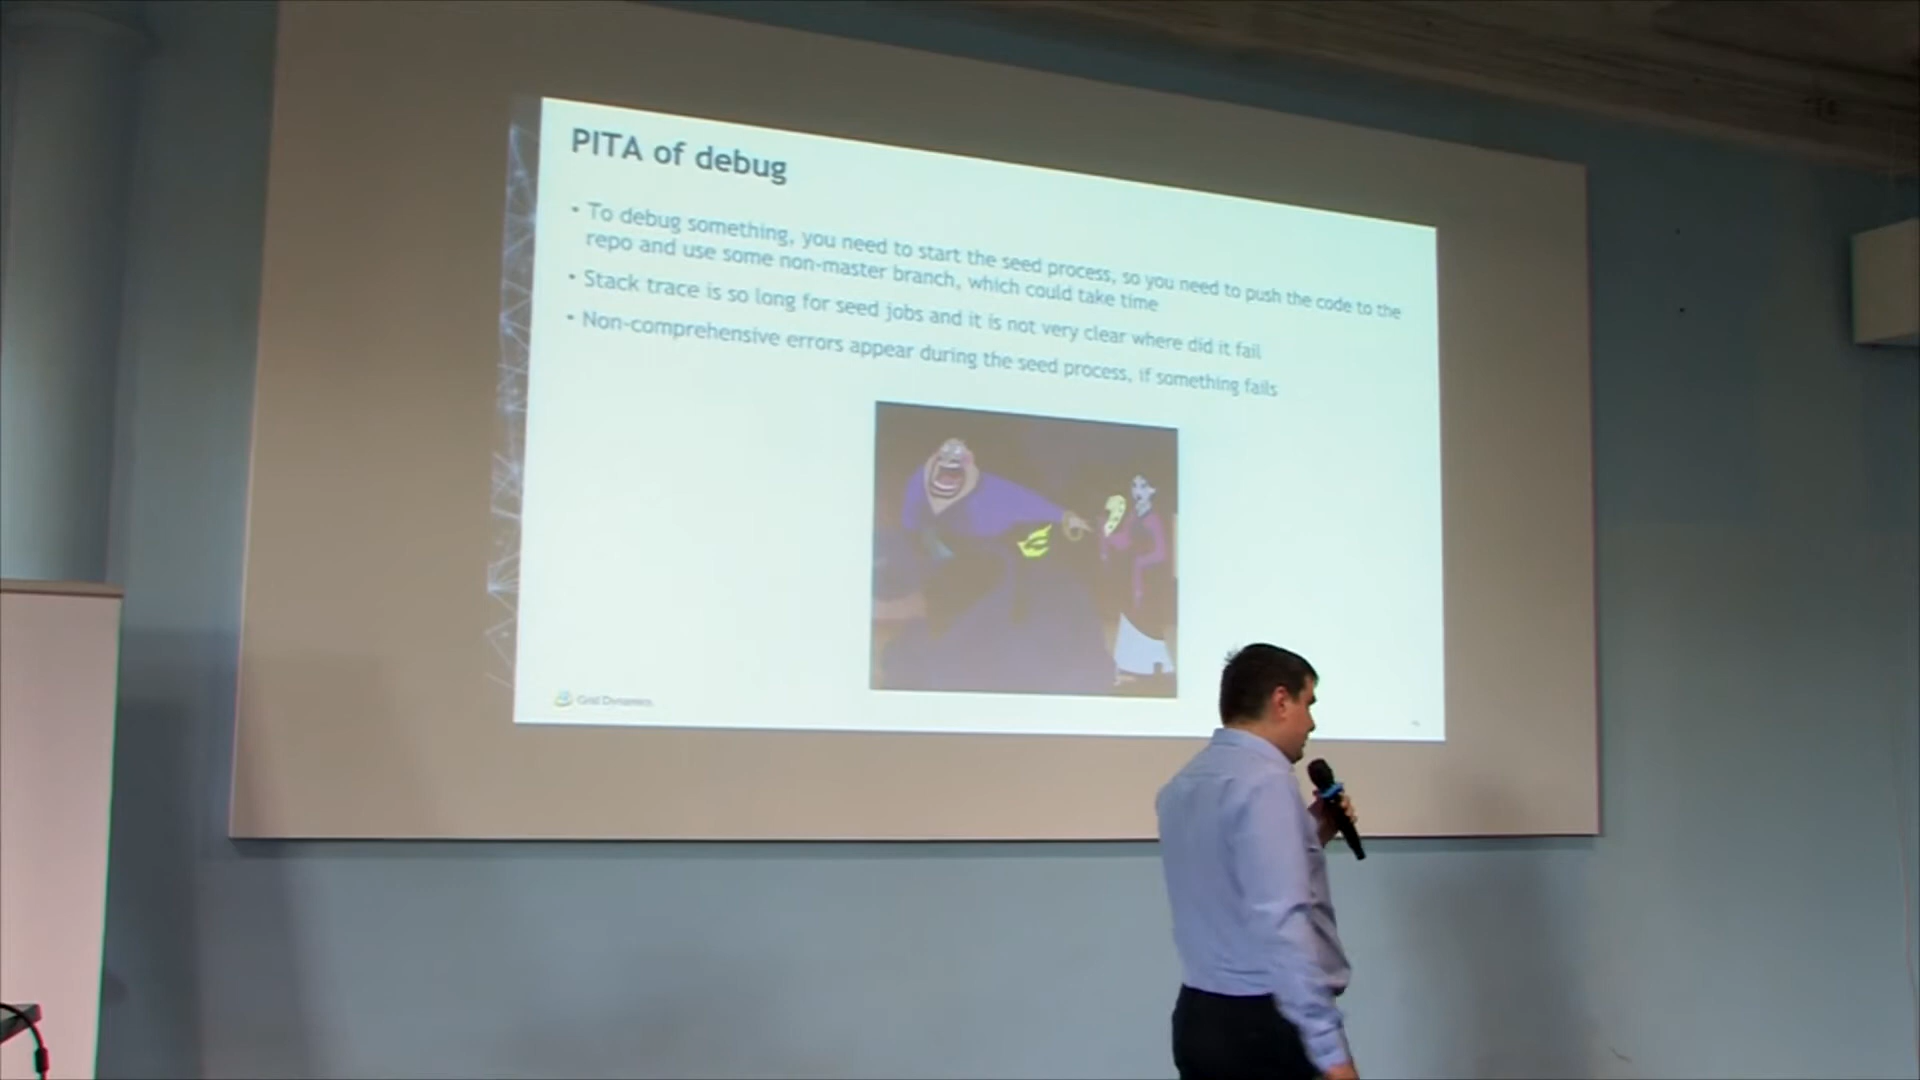 PITA of debug
• To debug something, you need to start the seed process, so you need to push the code to the
repo and use some non-master branch, which could take time
• Stack trace is so long for seed jobs and it is not very clear where did it fail
• Non-comprehensive errors appear during the seed process, if something fails
Grid Dynamics